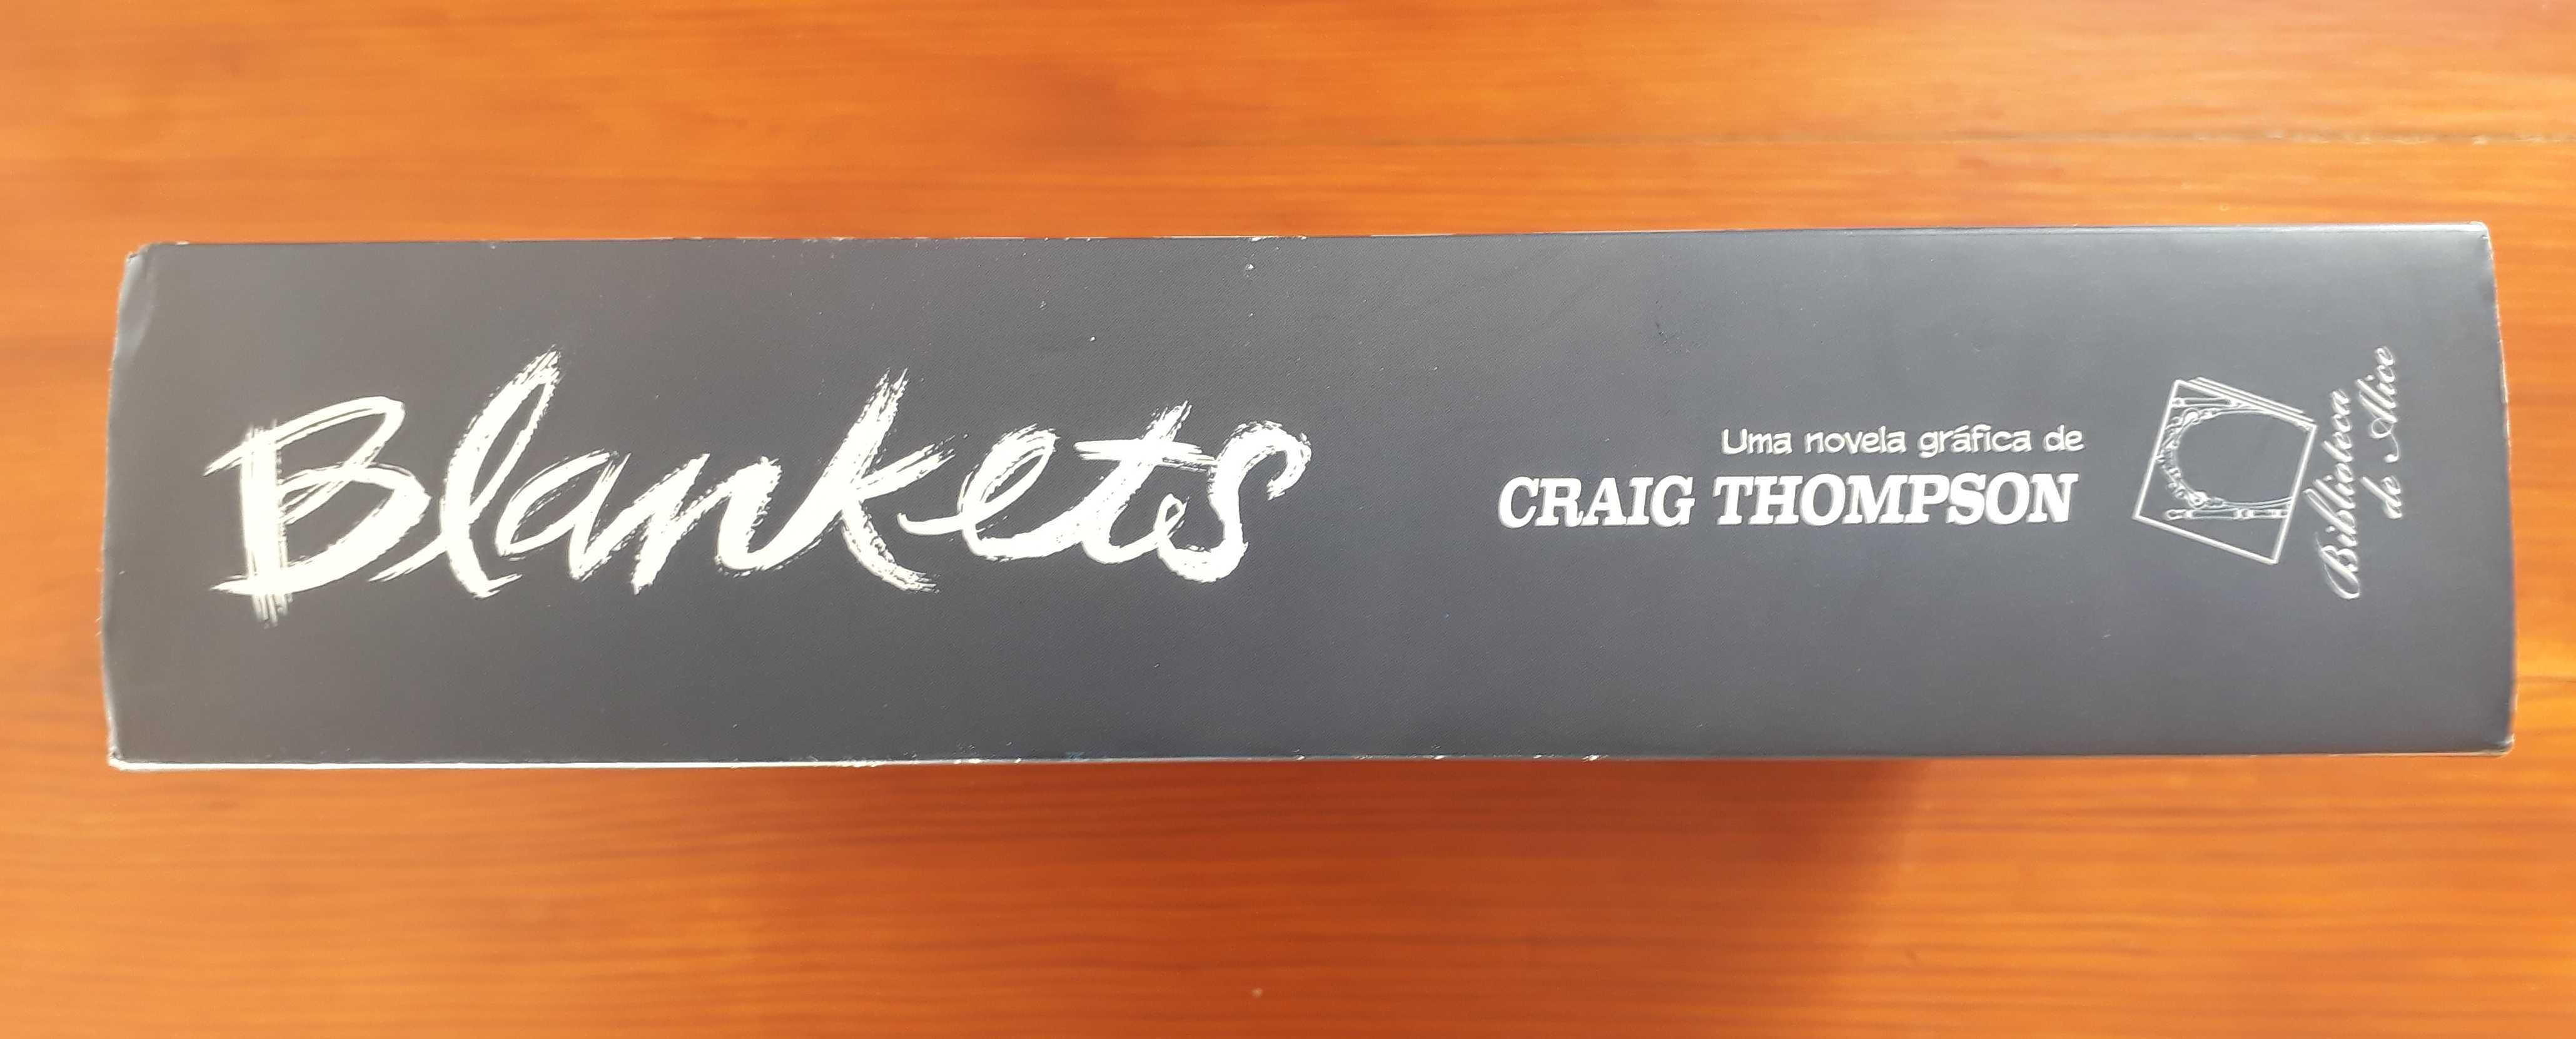 Blankets
Uma novela gráfica de
CRAIG THOMPSON
Biblioteca
de Alice